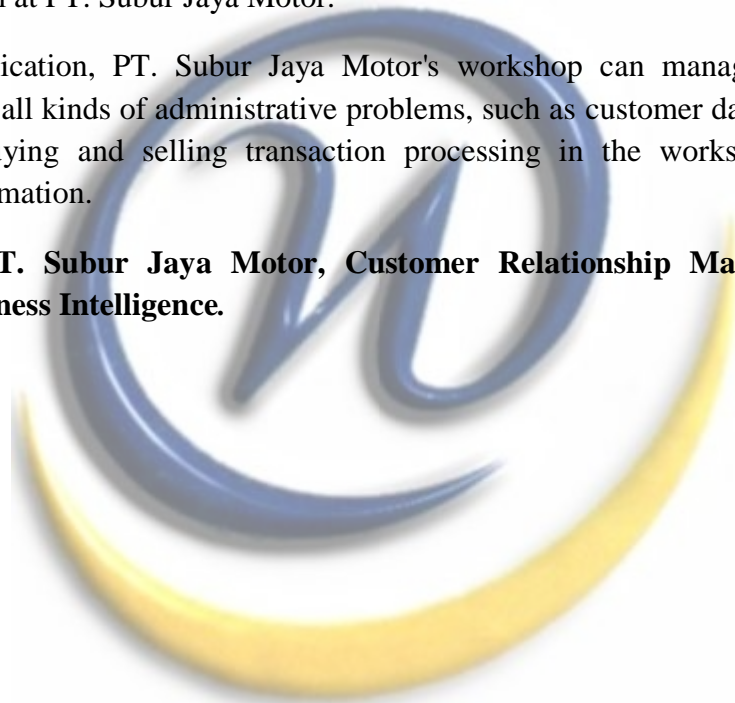 at PT. Subur Jaya Motor.
ication, PT. Subur Jaya Motor's workshop can manag
all kinds of administrative problems, such as customer da
ying and selling transaction processing in the works
rmation.
T. Subur Jaya Motor, Customer Relationship Ma
ness Intelligence.